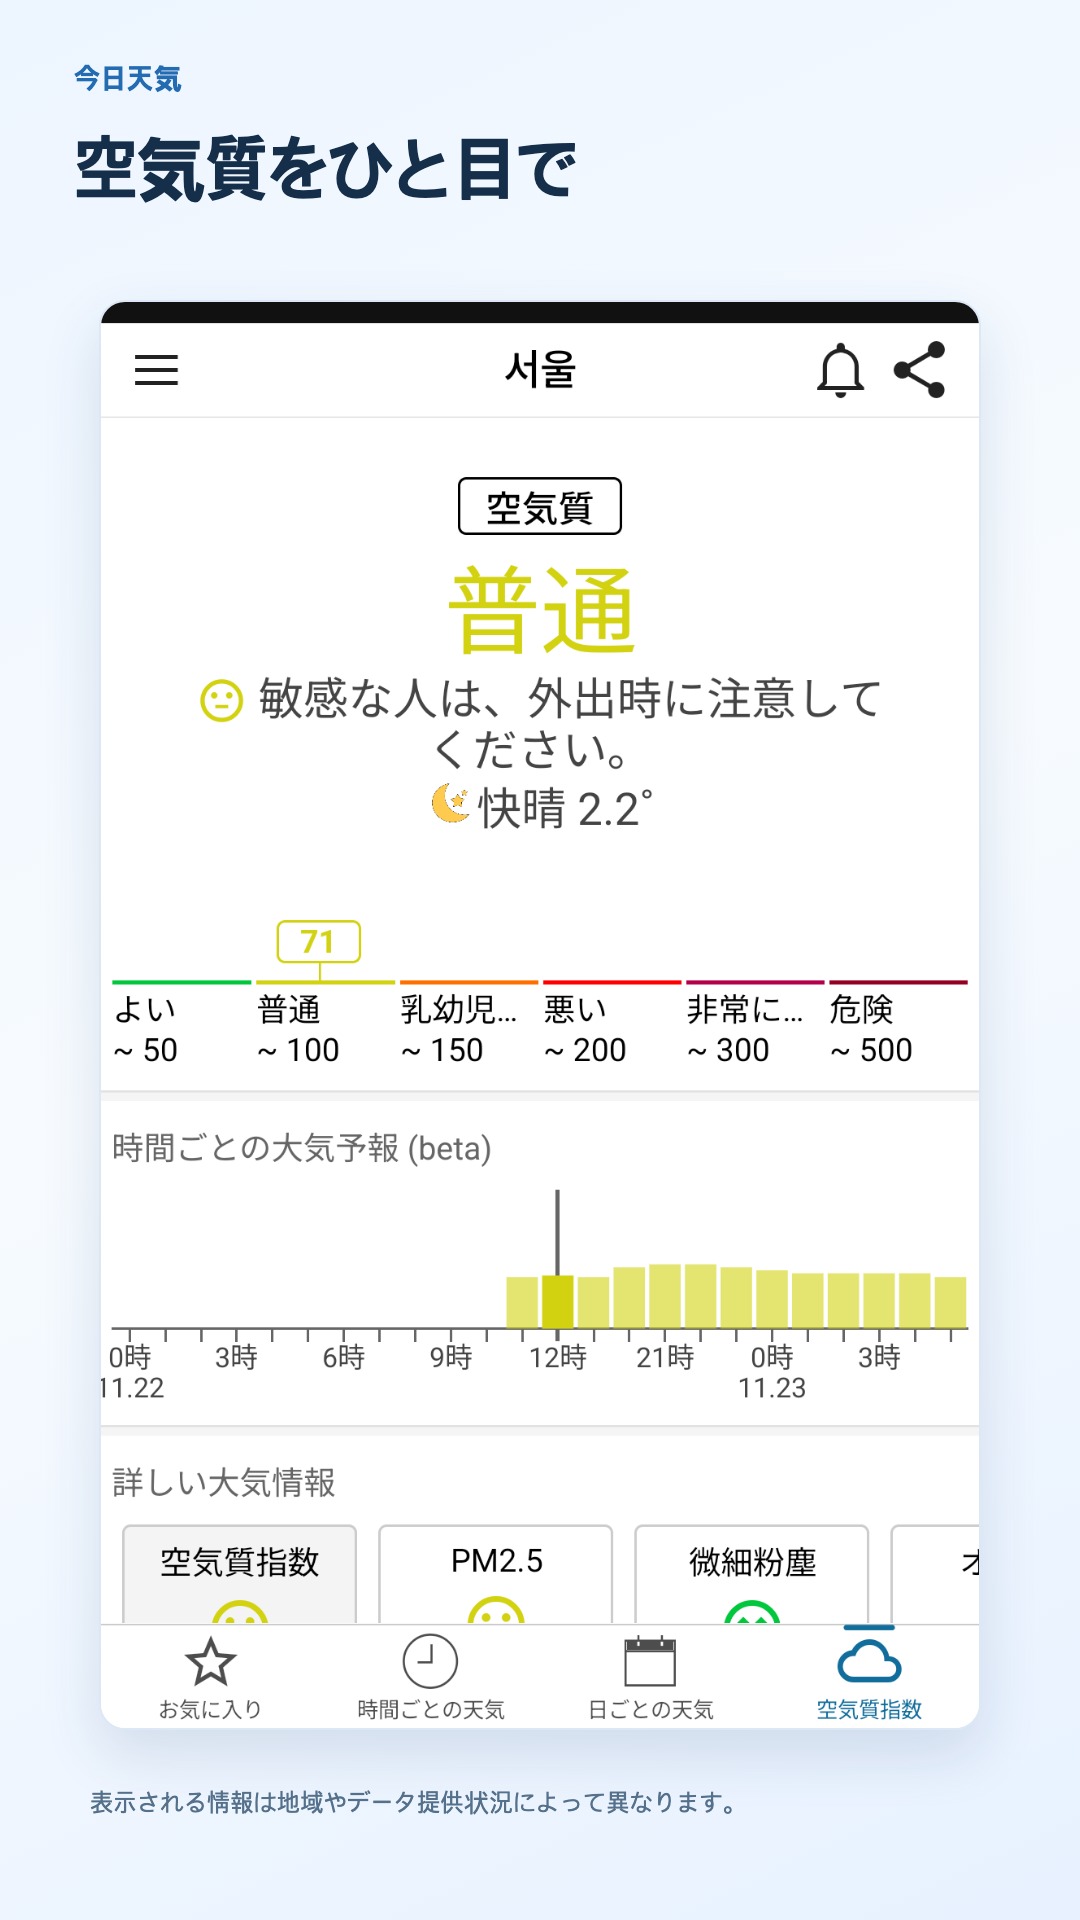 今日天気
空気質をひと目で
서울
空気質
普通
敏感な人は、外出時に注意して
ください。
快晴 2.2°
71
よい 普通 乳幼児... 悪い 非常に... 危険
~ 50 ~ 100 ~ 150 ~ 200 ~ 300 ~ 500
時間ごとの大気予報 (beta)
0時 3時 6時 9時 12時 21時 0時 3時
11.22 11.23
詳しい大気情報
空気質指数 PM2.5 微細粉塵
お気に入り 時間ごとの天気 日ごとの天気 空気質指数
表示される情報は地域やデータ提供状況によって異なります。